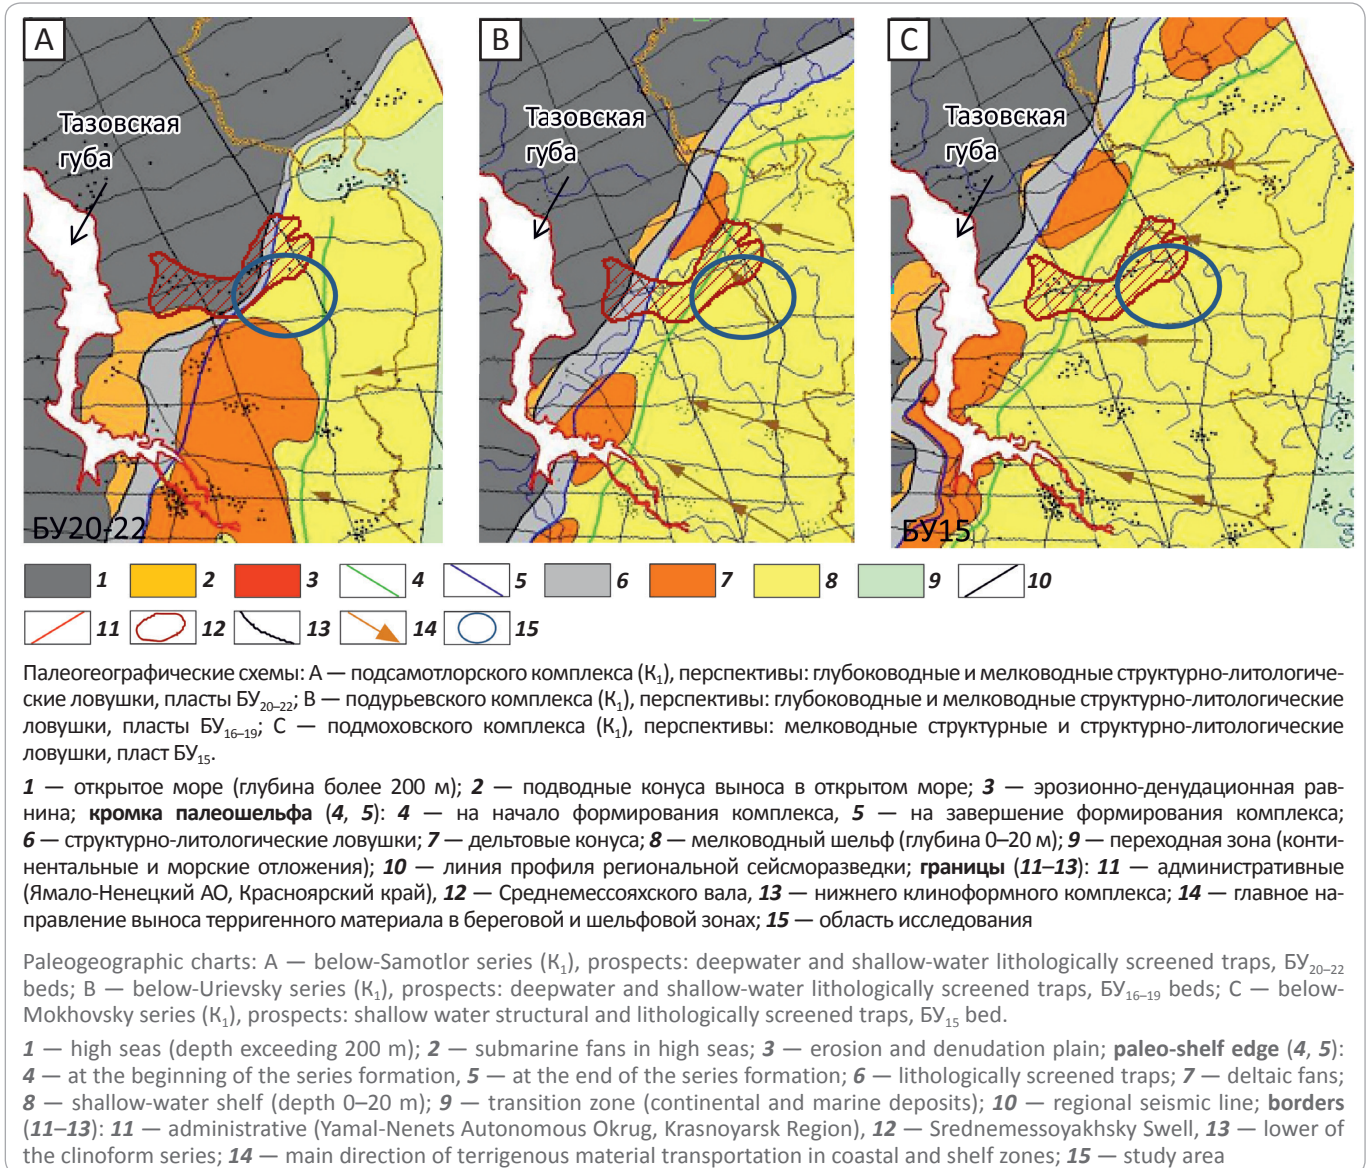 A
B
C
Тазовская
губа
Тазовская
губа
Тазовская
губа
БУ20-22
БУ15
1 2 3 4 5 6 7 8 9 10
11 12 13 14 15
Палеогеографические схемы: А — подсамотлорского комплекса (K₁), перспективы: глубоководные и мелководные структурно-литологиче-
ские ловушки, пласты БУ₂₀₋₂₂; В — подурьевского комплекса (K₁), перспективы: глубоководные и мелководные структурно-литологические
ловушки, пласты БУ₁₆₋₁₉; С — подмоховского комплекса (K₁), перспективы: мелководные структурные и структурно-литологические
ловушки, пласт БУ₁₅.
1 — открытое море (глубина более 200 м); 2 — подводные конуса выноса в открытом море; 3 — эрозионно-денудационная рав-
нина; кромка палеошельфа (4, 5): 4 — на начало формирования комплекса, 5 — на завершение формирования комплекса;
6 — структурно-литологические ловушки; 7 — дельтовые конуса; 8 — мелководный шельф (глубина 0–20 м); 9 — переходная зона (конти-
нентальные и морские отложения); 10 — линия профиля региональной сейсморазведки; границы (11–13): 11 — административные
(Ямало-Ненецкий АО, Красноярский край), 12 — Среднемессояхского вала, 13 — нижнего клиноформного комплекса; 14 — главное на-
правление выноса терригенного материала в береговой и шельфовой зонах; 15 — область исследования
Paleogeographic charts: A — below-Samotlor series (K₁), prospects: deepwater and shallow-water lithologically screened traps, БУ₂₀₋₂₂
beds; B — below-Urievsky series (K₁), prospects: deepwater and shallow-water lithologically screened traps, БУ₁₆₋₁₉ beds; C — below-
Mokhovsky series (K₁), prospects: shallow water structural and lithologically screened traps, БУ₁₅ bed.
1 — high seas (depth exceeding 200 m); 2 — submarine fans in high seas; 3 — erosion and denudation plain; paleo-shelf edge (4, 5):
4 — at the beginning of the series formation, 5 — at the end of the series formation; 6 — lithologically screened traps; 7 — deltaic fans;
8 — shallow-water shelf (depth 0–20 m); 9 — transition zone (continental and marine deposits); 10 — regional seismic line; borders
(11–13): 11 — administrative (Yamal-Nenets Autonomous Okrug, Krasnoyarsk Region), 12 — Srednemessoyakhsky Swell, 13 — lower of
the clinoform series; 14 — main direction of terrigenous material transportation in coastal and shelf zones; 15 — study area